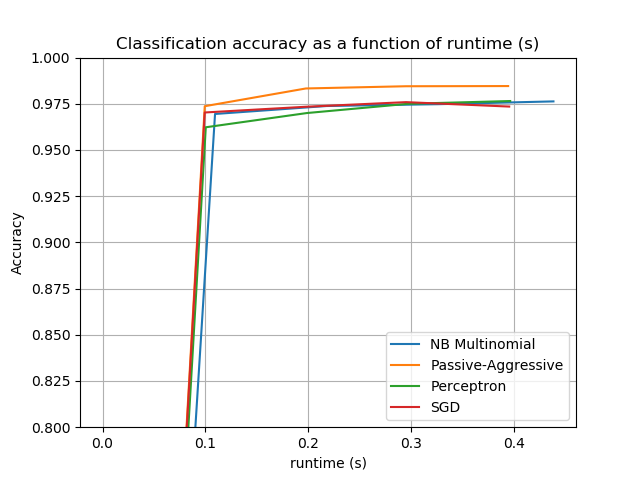 Classification accuracy as a function of runtime (s)
1.000
0.975
0.950
0.925
0.900
0.875
0.850
0.825
0.800
Accuracy
NB Multinomial
Passive-Aggressive
Perceptron
SGD
0.0 0.1 0.2 0.3 0.4
runtime (s)